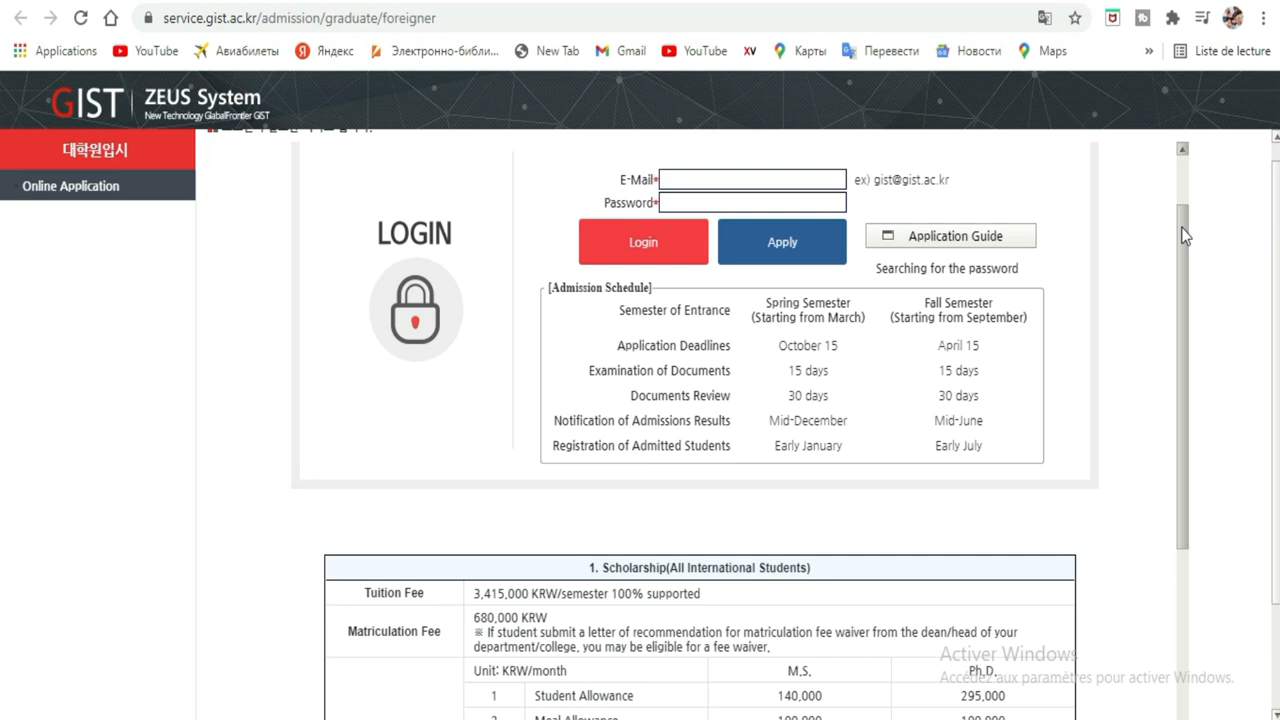 service.gist.ac.kr/admission/graduate/foreigner
Applications YouTube Авиабилеты Яндекс Электронно-библи... New Tab Gmail YouTube XV Карты Перевести Новости Maps » Liste de lecture
GIST ZEUS System
New Technology GlabalFrontier GIST
대학원입시
Online Application
E-Mail* ex) gist@gist.ac.kr
Password*
LOGIN
Login Apply Application Guide
Searching for the password
[Admission Schedule]
Semester of Entrance Spring Semester (Starting from March) Fall Semester (Starting from September)
Application Deadlines October 15 April 15
Examination of Documents 15 days 15 days
Documents Review 30 days 30 days
Notification of Admissions Results Mid-December Mid-June
Registration of Admitted Students Early January Early July
1. Scholarship(All International Students)
Tuition Fee 3,415,000 KRW/semester 100% supported
Matriculation Fee 680,000 KRW
※ If student submit a letter of recommendation for matriculation fee waiver from the dean/head of your
department/college, you may be eligible for a fee waiver.
Unit: KRW/month M.S. Ph.D.
1 Student Allowance 140,000 295,000
Activer Windows
Accédez aux paramètres pour activer Windows.